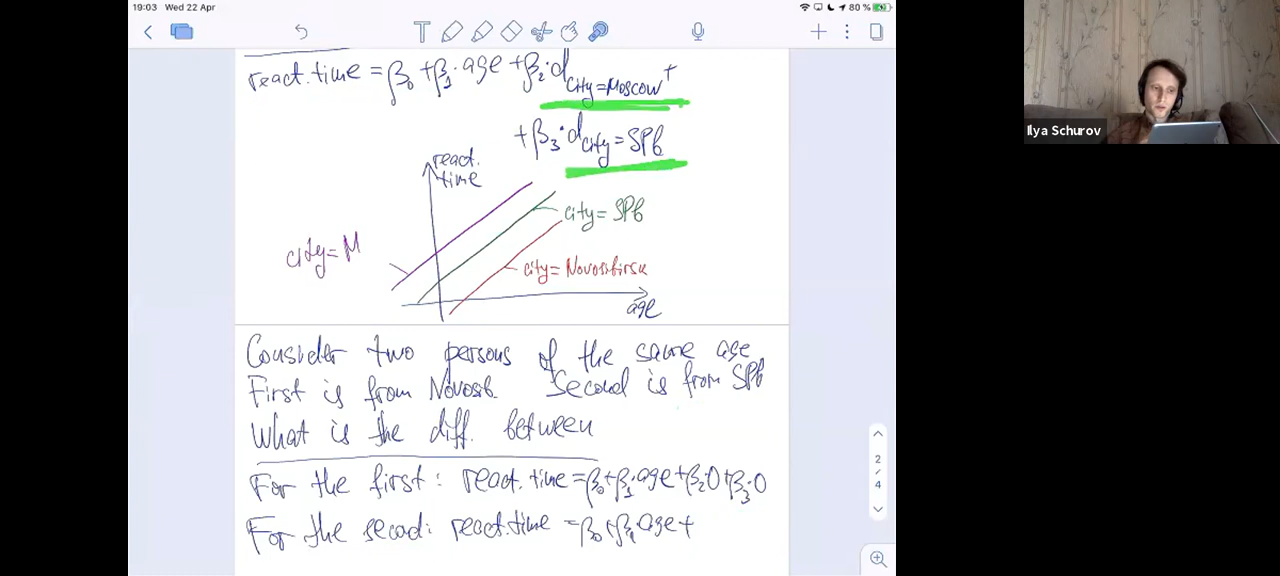 19:03 Wed 22 Apr
80 %
react.time = β₀ + β₁·age + β₂·d city=Moscow +
+ β₃·d city=SPb
react. time
city = SPb
city = M
city = Novosibirsk
age
Consider two persons of the same age
First is from Novosib. Second is from SPb
What is the diff. between
For the first: react. time = β₀+β₁·age+β₂·0+β₃·0
For the secod: react.time = β₀+β₁·age+
2
/
4
Ilya Schurov